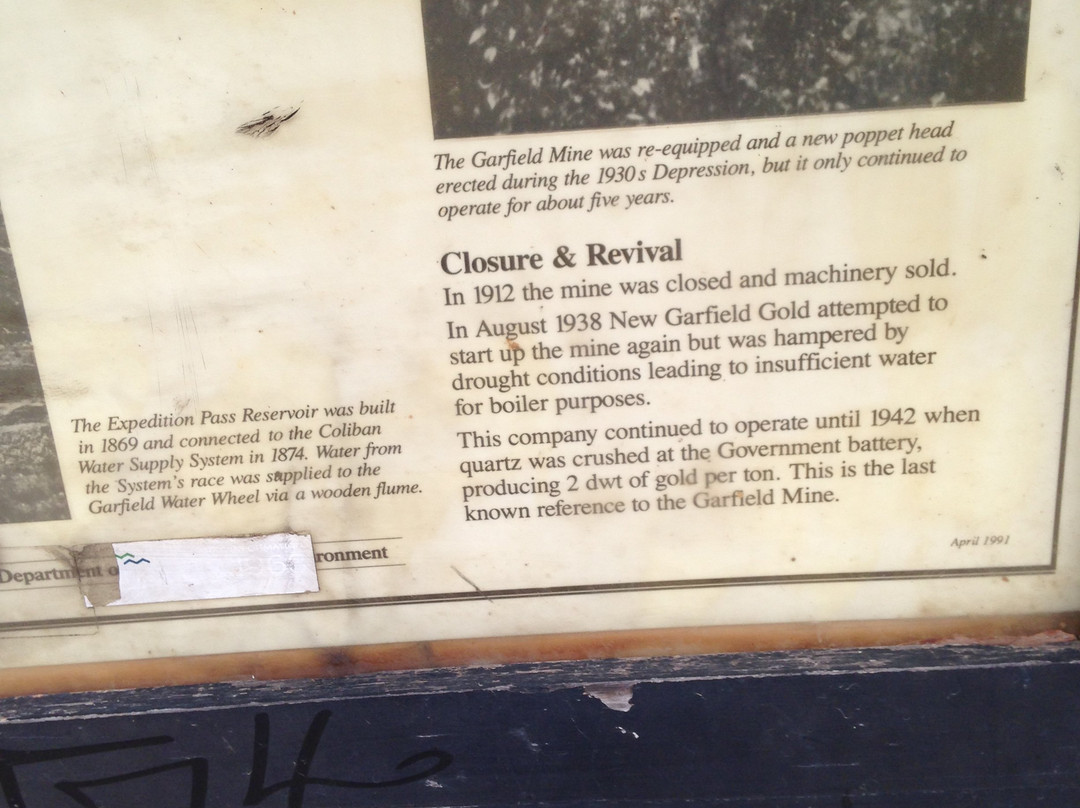 The Garfield Mine was re-equipped and a new poppet head
erected during the 1930s Depression, but it only continued to
operate for about five years.
Closure & Revival
In 1912 the mine was closed and machinery sold.
In August 1938 New Garfield Gold attempted to
start up the mine again but was hampered by
drought conditions leading to insufficient water
for boiler purposes.
This company continued to operate until 1942 when
quartz was crushed at the Government battery,
producing 2 dwt of gold per ton. This is the last
known reference to the Garfield Mine.
April 1991
The Expedition Pass Reservoir was built
in 1869 and connected to the Coliban
Water Supply System in 1874. Water from
the System's race was supplied to the
Garfield Water Wheel via a wooden flume.
Department o
ronment